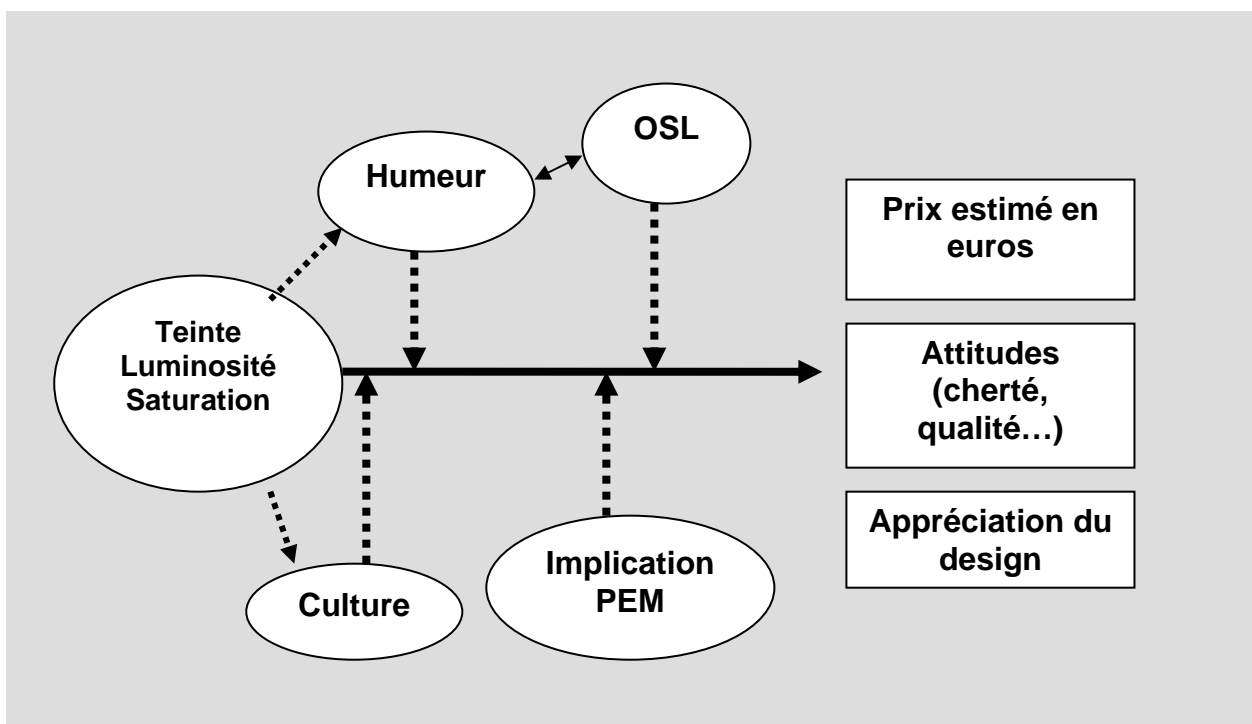 OSL
Humeur
Prix estimé en
euros
Teinte
Luminosité
Saturation
Attitudes
(cherté,
qualité…)
Appréciation du
design
Implication
PEM
Culture